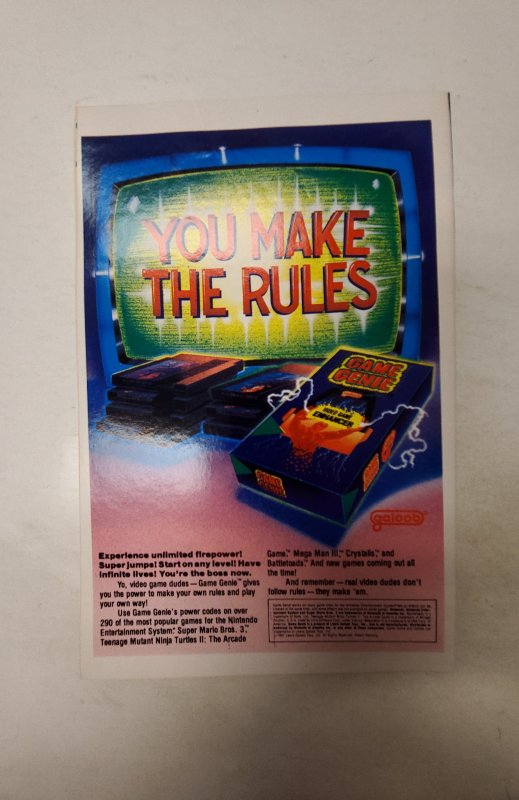 YOU MAKE
THE RULES
GAME
GENIE
VIDEO GAME
ENHANCER
GAME
GENIE
galoob
Experience unlimited firepower!
Super jumps! Start on any level! Have
infinite lives! You're the boss now.
Yo, video game dudes — Game Genie™ gives
you the power to make your own rules and play
your own way!
Use Game Genie's power codes on over
290 of the most popular games for the Nintendo
Entertainment System:® Super Mario Bros. 3,™
Teenage Mutant Ninja Turtles II: The Arcade
Game,™ Mega Man III,™ Crystalis,™ and
Battletoads.™ And new games coming out all
the time!
And remember — real video dudes don't
follow rules — they make 'em.